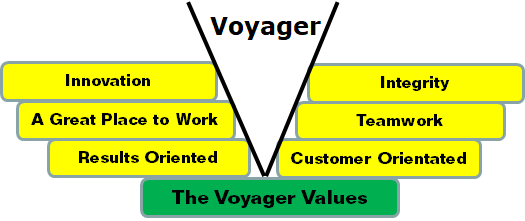 Voyager
Innovation
Integrity
A Great Place to Work
Teamwork
Results Oriented
Customer Orientated
The Voyager Values